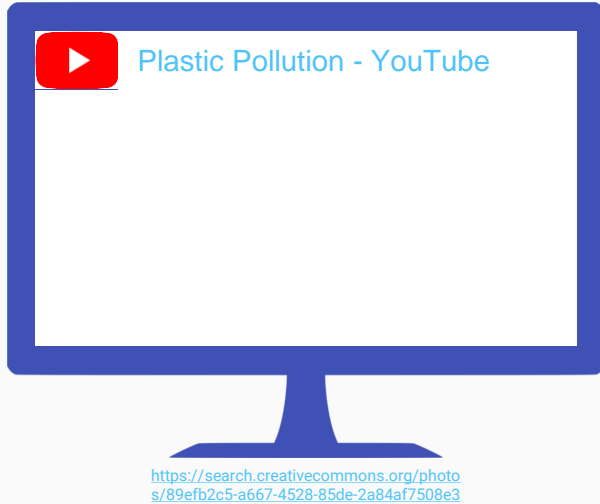 Plastic Pollution - YouTube
https://search.creativecommons.org/photo
s/89efb2c5-a667-4528-85de-2a84af7508e3